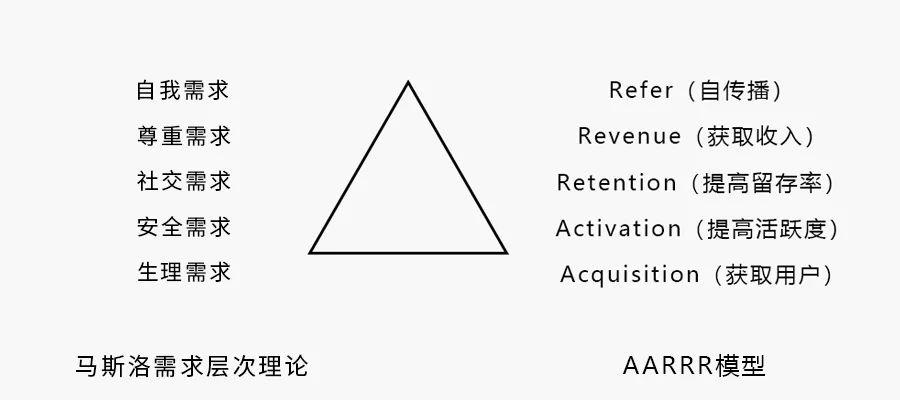 自我需求
尊重需求
社交需求
安全需求
生理需求
马斯洛需求层次理论
Refer（自传播）
Revenue（获取收入）
Retention（提高留存率）
Activation（提高活跃度）
Acquisition（获取用户）
AARRR模型